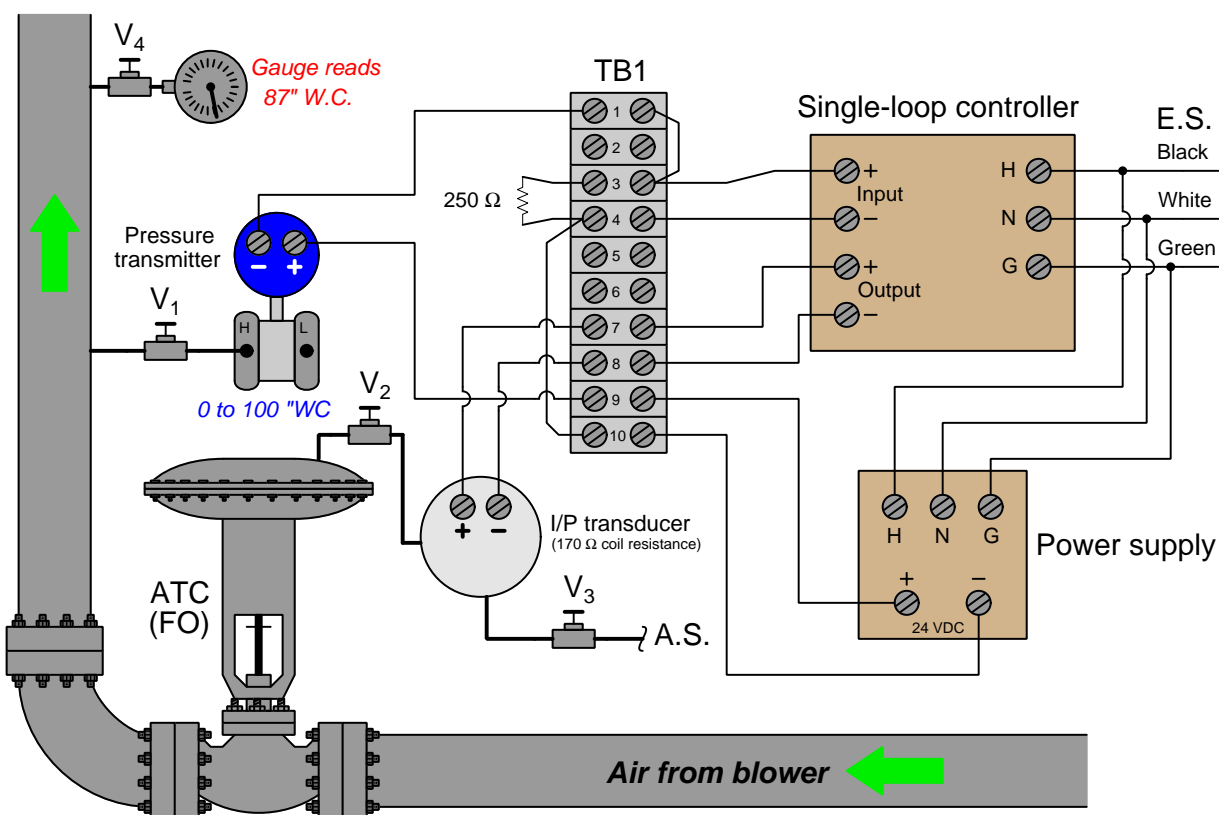 V4
Gauge reads
87" W.C.
TB1
Single-loop controller
E.S.
Black
White
Green
H
N
G
+
Input
−
+
Output
−
1
2
3
4
5
6
7
8
9
10
250 Ω
Pressure
transmitter
− +
V1
H L
0 to 100 "WC
V2
+ −
I/P transducer
(170 Ω coil resistance)
V3
A.S.
ATC
(FO)
H N G
Power supply
+ −
24 VDC
Air from blower